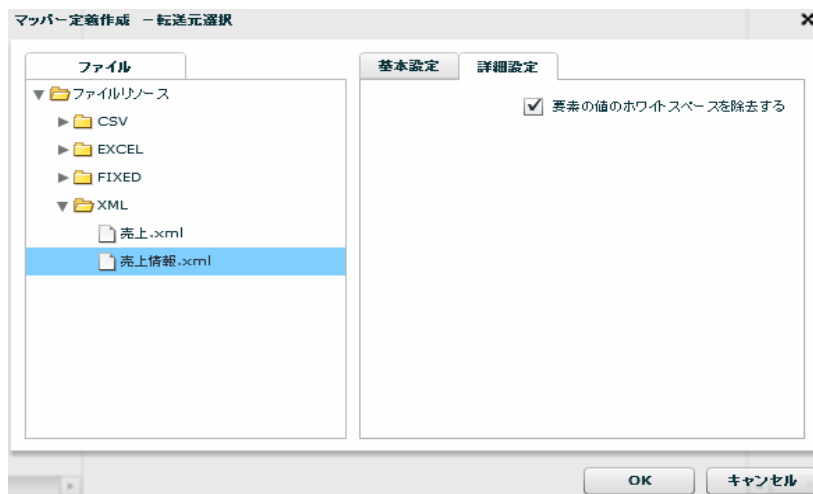 マッパー定義作成 －転送元選択
ファイル
ファイルリソース
CSV
EXCEL
FIXED
XML
売上.xml
売上情報.xml
基本設定
詳細設定
要素の値のホワイトスペースを除去する
OK
キャンセル